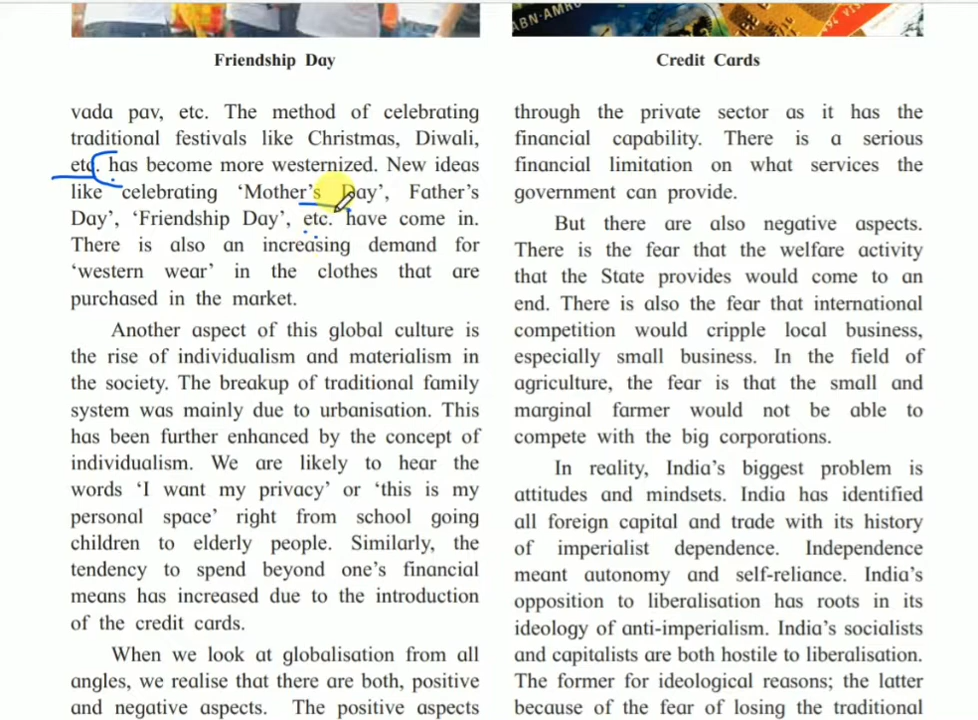 ABN-AMRO
VISA
Friendship Day
vada pav, etc. The method of celebrating
traditional festivals like Christmas, Diwali,
etc. has become more westernized. New ideas
like celebrating ‘Mother’s Day’, Father’s
Day’, ‘Friendship Day’, etc. have come in.
There is also an increasing demand for
‘western wear’ in the clothes that are
purchased in the market.
Another aspect of this global culture is
the rise of individualism and materialism in
the society. The breakup of traditional family
system was mainly due to urbanisation. This
has been further enhanced by the concept of
individualism. We are likely to hear the
words ‘I want my privacy’ or ‘this is my
personal space’ right from school going
children to elderly people. Similarly, the
tendency to spend beyond one’s financial
means has increased due to the introduction
of the credit cards.
When we look at globalisation from all
angles, we realise that there are both, positive
and negative aspects. The positive aspects
Credit Cards
through the private sector as it has the
financial capability. There is a serious
financial limitation on what services the
government can provide.
But there are also negative aspects.
There is the fear that the welfare activity
that the State provides would come to an
end. There is also the fear that international
competition would cripple local business,
especially small business. In the field of
agriculture, the fear is that the small and
marginal farmer would not be able to
compete with the big corporations.
In reality, India’s biggest problem is
attitudes and mindsets. India has identified
all foreign capital and trade with its history
of imperialist dependence. Independence
meant autonomy and self-reliance. India’s
opposition to liberalisation has roots in its
ideology of anti-imperialism. India’s socialists
and capitalists are both hostile to liberalisation.
The former for ideological reasons; the latter
because of the fear of losing the traditional